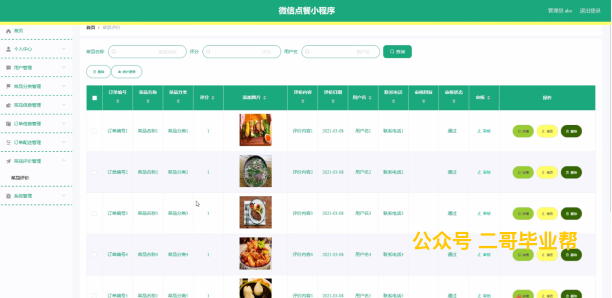 微信点餐小程序
管理员 abo 退出登录
首页 / 菜品评价
首页
个人中心
用户管理
菜品分类管理
菜品信息管理
订单信息管理
订单配送管理
菜品评价管理
菜品评价
系统管理
菜品名称 菜品名称 评分 评分 用户名 用户名 查询
删除
订单编号 菜品名称 菜品分类 评分 添加图片 评价内容 评价日期 用户名 联系电话 审核回复 审核状态 审核 操作
订单编号1 菜品名称1 菜品分类1 1 评价内容1 2021-03-08 用户名1 联系电话1 通过 审核 详情 修改 删除
订单编号2 菜品名称2 菜品分类2 2 评价内容2 2021-03-08 用户名2 联系电话2 通过 审核 详情 修改 删除
订单编号3 菜品名称3 菜品分类3 3 评价内容3 2021-03-08 用户名3 联系电话3 通过 审核 详情 修改 删除
订单编号4 菜品名称4 菜品分类4 4 评价内容4 2021-03-08 用户名4 联系电话4 通过 审核 详情 修改 删除
公众号 二哥毕业帮